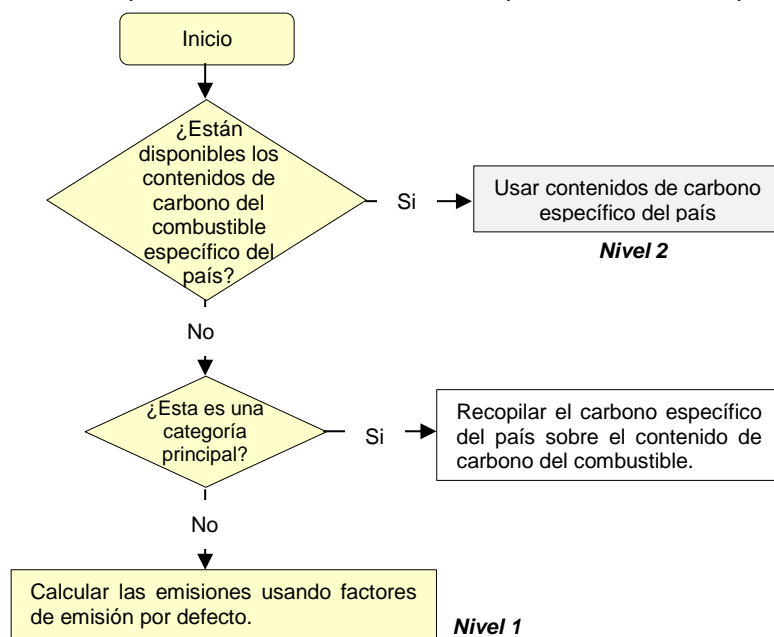 Inicio
¿Están
disponibles los
contenidos de
carbono del
combustible
específico del
país?
Si
Usar contenidos de carbono
específico del país
Nivel 2
No
¿Esta es una
categoría
principal?
Si
Recopilar el carbono específico
del país sobre el contenido de
carbono del combustible.
No
Calcular las emisiones usando factores
de emisión por defecto.
Nivel 1